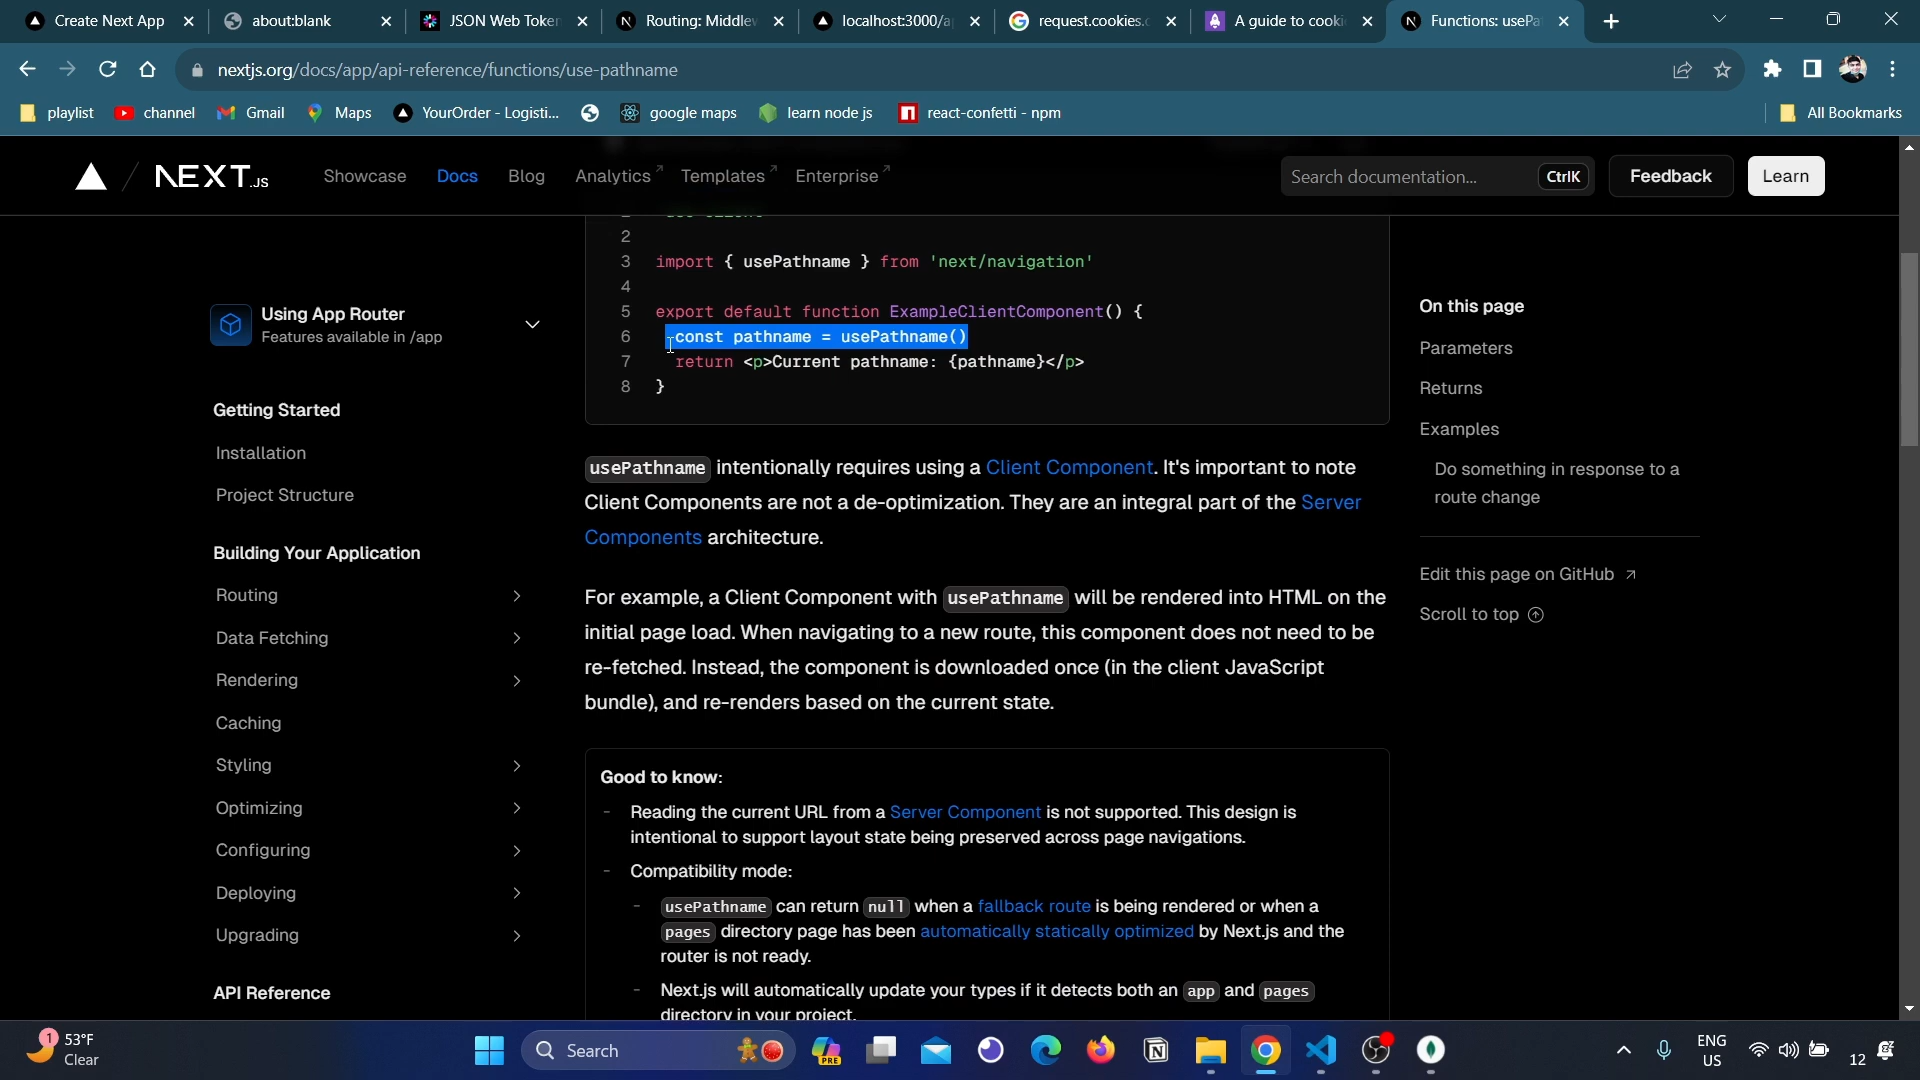 Create Next App
about:blank
JSON Web Token
Routing: Middlew
localhost:3000/a
request.cookies.
A guide to cooki
Functions: usePa
nextjs.org/docs/app/api-reference/functions/use-pathname
playlist
channel
Gmail
Maps
YourOrder - Logisti...
google maps
learn node js
react-confetti - npm
All Bookmarks
NEXT.JS
Showcase
Docs
Blog
Analytics
Templates
Enterprise
Search documentation...
CtrlK
Feedback
Learn
2
3 import { usePathname } from 'next/navigation'
4
5 export default function ExampleClientComponent() {
6 const pathname = usePathname()
7 return <p>Current pathname: {pathname}</p>
8 }
Using App Router
Features available in /app
Getting Started
Installation
Project Structure
Building Your Application
Routing
Data Fetching
Rendering
Caching
Styling
Optimizing
Configuring
Deploying
Upgrading
API Reference
usePathname intentionally requires using a Client Component. It's important to note
Client Components are not a de-optimization. They are an integral part of the Server
Components architecture.
For example, a Client Component with usePathname will be rendered into HTML on the
initial page load. When navigating to a new route, this component does not need to be
re-fetched. Instead, the component is downloaded once (in the client JavaScript
bundle), and re-renders based on the current state.
Good to know:
- Reading the current URL from a Server Component is not supported. This design is
intentional to support layout state being preserved across page navigations.
- Compatibility mode:
- usePathname can return null when a fallback route is being rendered or when a
pages directory page has been automatically statically optimized by Next.js and the
router is not ready.
- Next.js will automatically update your types if it detects both an app and pages
directory in your project.
On this page
Parameters
Returns
Examples
Do something in response to a
route change
Edit this page on GitHub
Scroll to top
1
53°F
Clear
Search
PRE
ENG
US
12